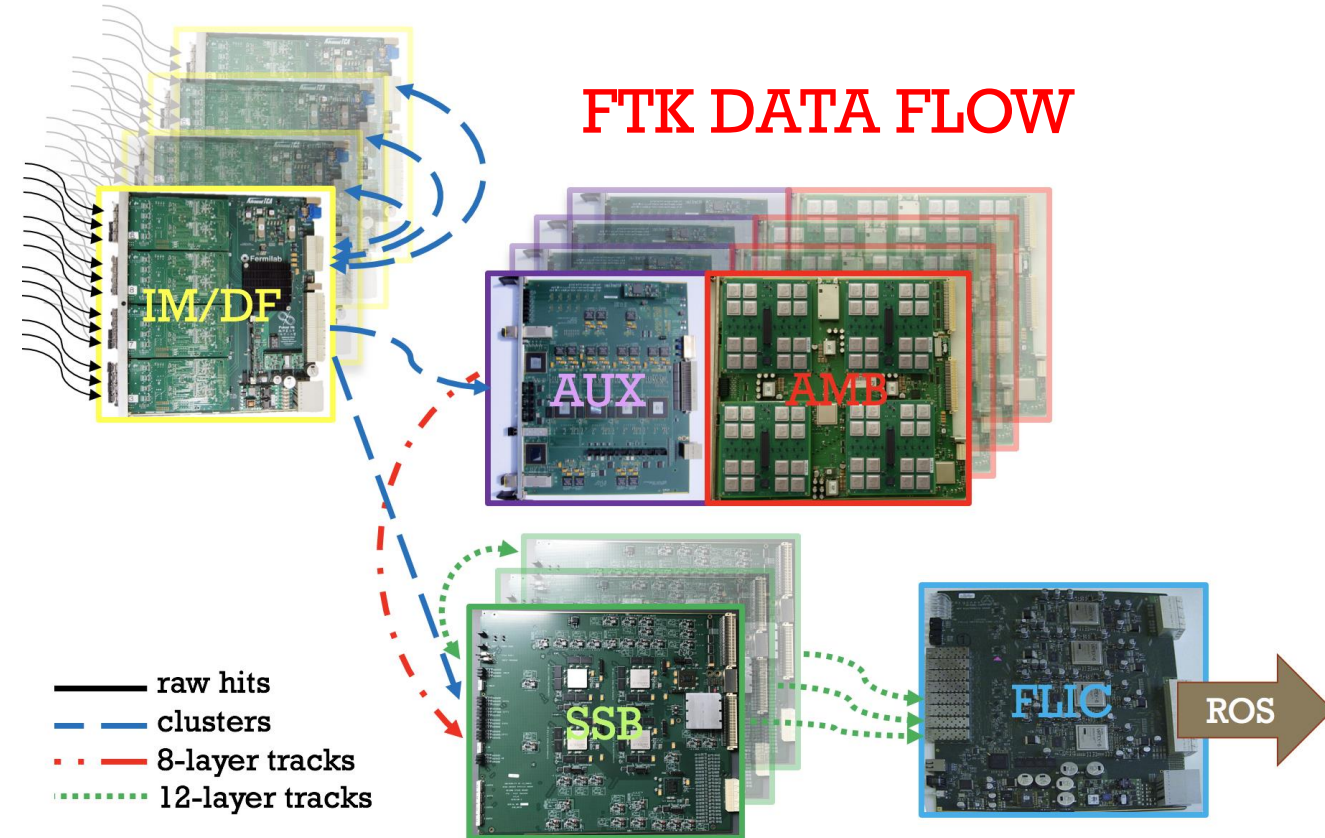 FTK DATA FLOW
Fermilab
IM/DF
AUX
AMB
SSB
FLIC
ROS
raw hits
clusters
8-layer tracks
12-layer tracks